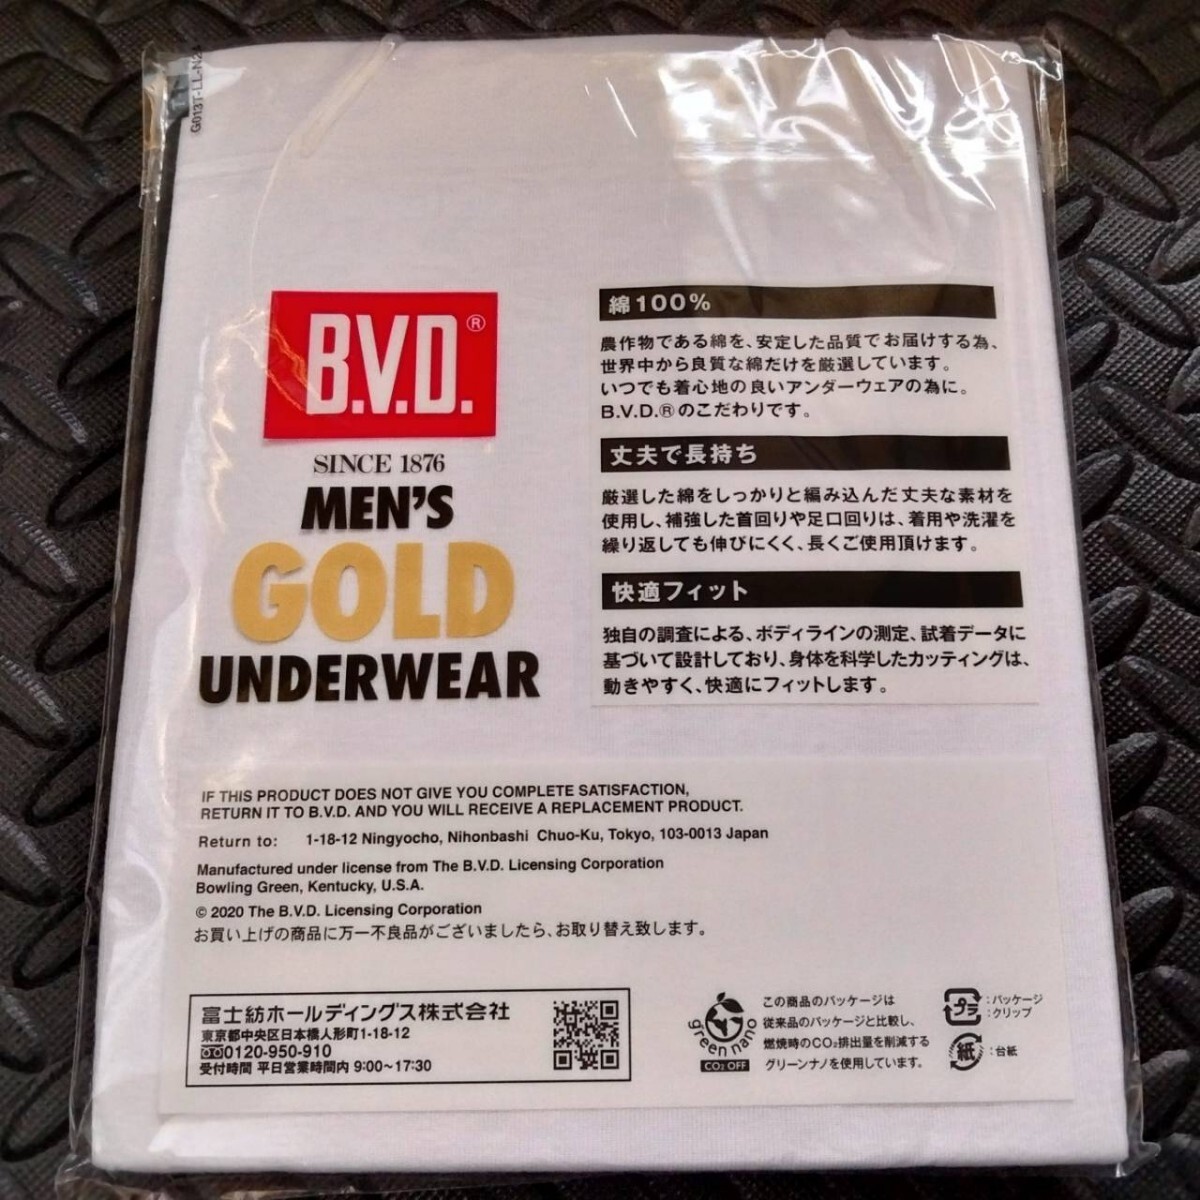 G013T-LL-N2
B.V.D.®
SINCE 1876
MEN'S
GOLD
UNDERWEAR
綿100%
農作物である綿を、安定した品質でお届けする為、
世界中から良質な綿だけを厳選しています。
いつでも着心地の良いアンダーウェアの為に。
B.V.D.®のこだわりです。
丈夫で長持ち
厳選した綿をしっかりと編み込んだ丈夫な素材を
使用し、補強した首回りや足口回りは、着用や洗濯を
繰り返しても伸びにくく、長くご使用頂けます。
快適フィット
独自の調査による、ボディラインの測定、試着データに
基づいて設計しており、身体を科学したカッティングは、
動きやすく、快適にフィットします。
IF THIS PRODUCT DOES NOT GIVE YOU COMPLETE SATISFACTION,
RETURN IT TO B.V.D. AND YOU WILL RECEIVE A REPLACEMENT PRODUCT.
Return to: 1-18-12 Ningyocho, Nihonbashi Chuo-Ku, Tokyo, 103-0013 Japan
Manufactured under license from The B.V.D. Licensing Corporation
Bowling Green, Kentucky, U.S.A.
© 2020 The B.V.D. Licensing Corporation
お買い上げの商品に万一不良品がございましたら、お取り替え致します。
富士紡ホールディングス株式会社
東京都中央区日本橋人形町1-18-12
0120-950-910
受付時間 平日営業時間内 9:00～17:30
green nano
CO₂ OFF
この商品のパッケージは
従来品のパッケージと比較し、
燃焼時のCO₂排出量を削減する
グリーンナノを使用しています。
プラ:パッケージ
:クリップ
紙:台紙